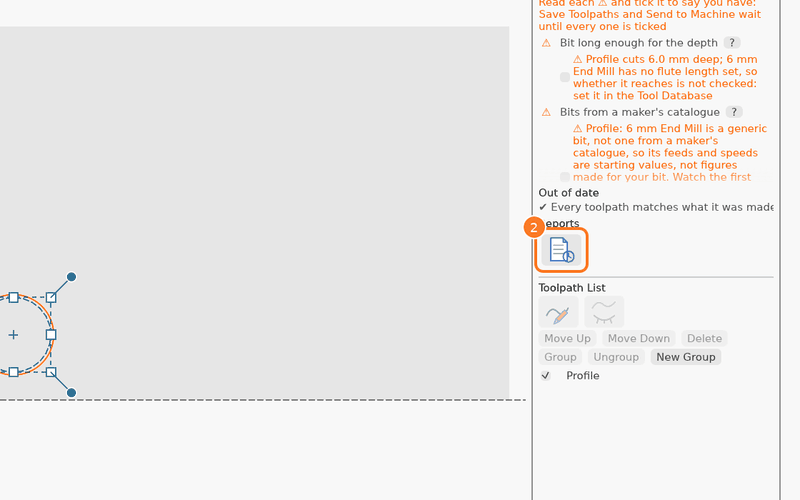 Read each ⚠ and tick it to say you have:
Save Toolpaths and Send to Machine wait
until every one is ticked
⚠ Bit long enough for the depth ?
⚠ Profile cuts 6.0 mm deep; 6 mm
End Mill has no flute length set, so
whether it reaches is not checked:
set it in the Tool Database
⚠ Bits from a maker's catalogue ?
⚠ Profile: 6 mm End Mill is a generic
bit, not one from a maker's
catalogue, so its feeds and speeds
are starting values, not figures
made for your bit. Watch the first
Out of date
✔ Every toolpath matches what it was made
2
eports
Toolpath List
Move Up Move Down Delete
Group Ungroup New Group
Profile